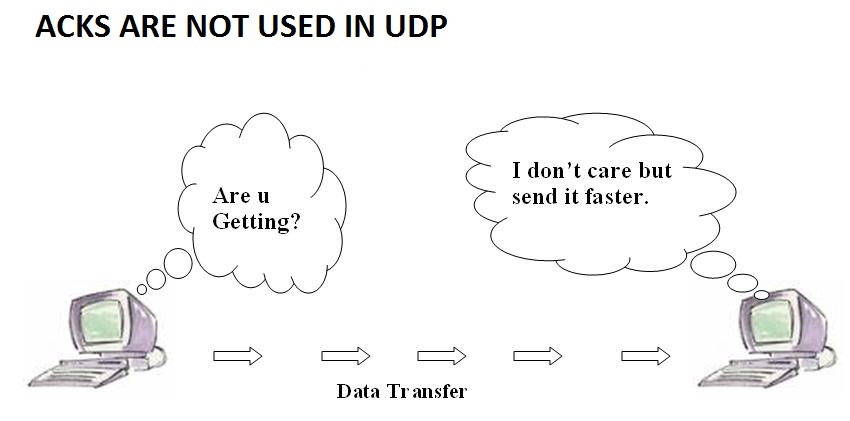 ACKS ARE NOT USED IN UDP
Are u
Getting?
I don't care but
send it faster.
Data Transfer